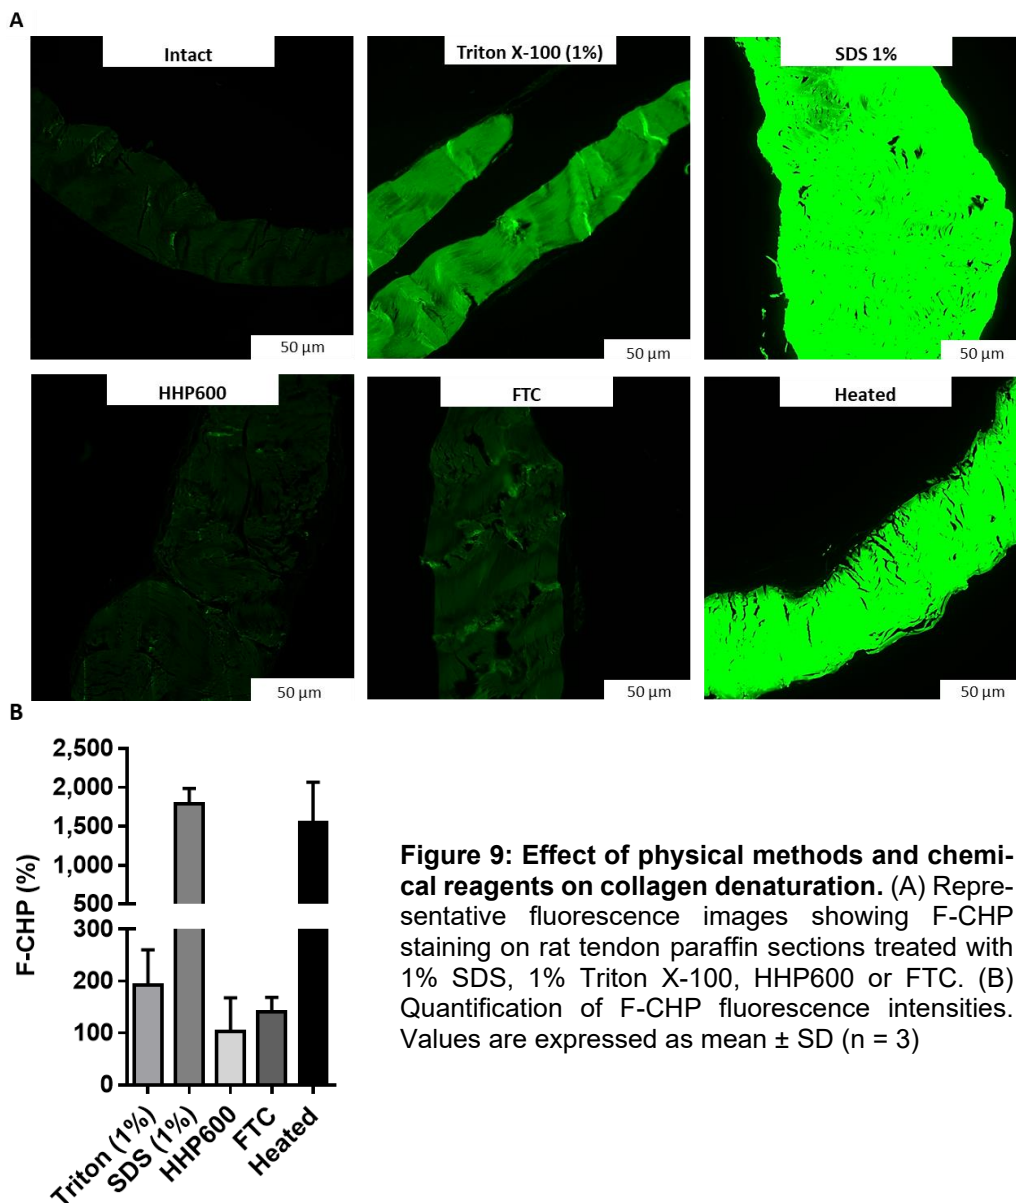 A
Intact
Triton X-100 (1%)
SDS 1%
50 µm
50 µm
50 µm
HHP600
FTC
Heated
50 µm
50 µm
50 µm
B
2,500
2,000
1,500
1,000
500
300
200
100
0
F-CHP (%)
Triton (1%)
SDS (1%)
HHP600
FTC
Heated
Figure 9: Effect of physical methods and chemi-
cal reagents on collagen denaturation. (A) Repre-
sentative fluorescence images showing F-CHP
staining on rat tendon paraffin sections treated with
1% SDS, 1% Triton X-100, HHP600 or FTC. (B)
Quantification of F-CHP fluorescence intensities.
Values are expressed as mean ± SD (n = 3)